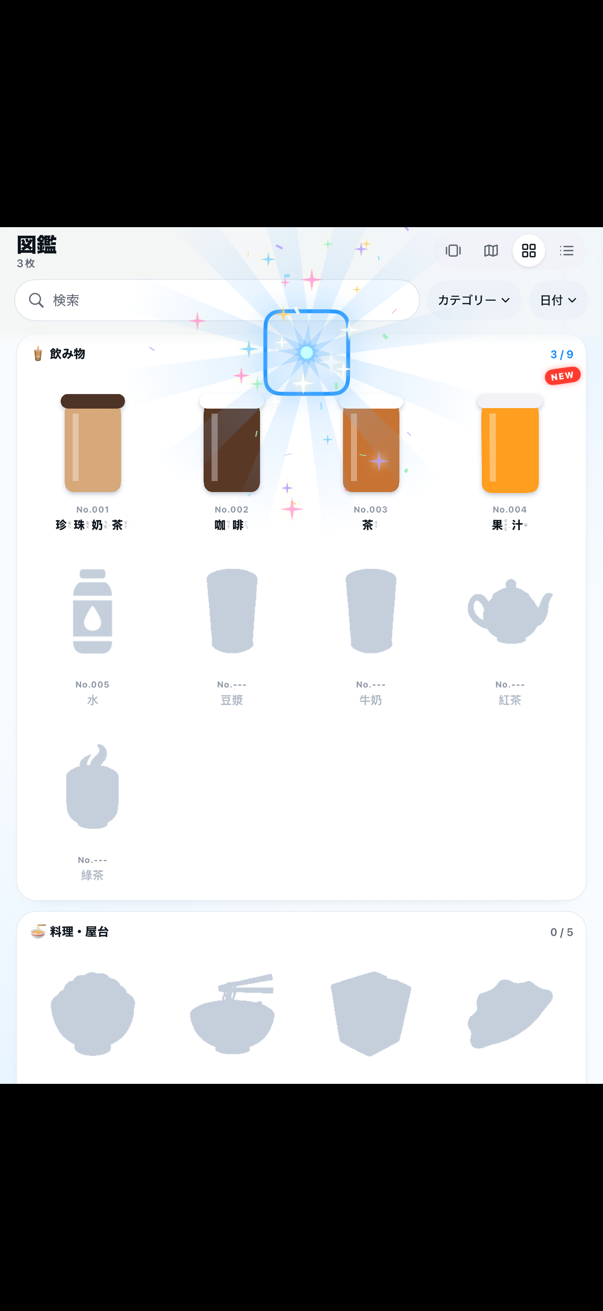 図鑑
3枚
検索
カテゴリー
日付
飲み物
3 / 9
NEW
No.001
珍珠奶茶
No.002
咖啡
No.003
茶
No.004
果汁
No.005
水
No.---
豆漿
No.---
牛奶
No.---
紅茶
No.---
綠茶
料理・屋台
0 / 5